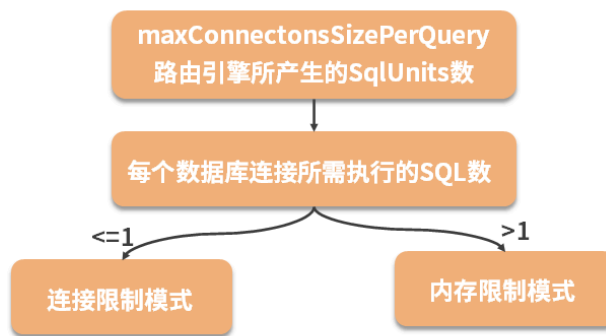 maxConnectonsSizePerQuery
路由引擎所产生的SqlUnits数
每个数据库连接所需执行的SQL数
<=1
>1
连接限制模式
内存限制模式